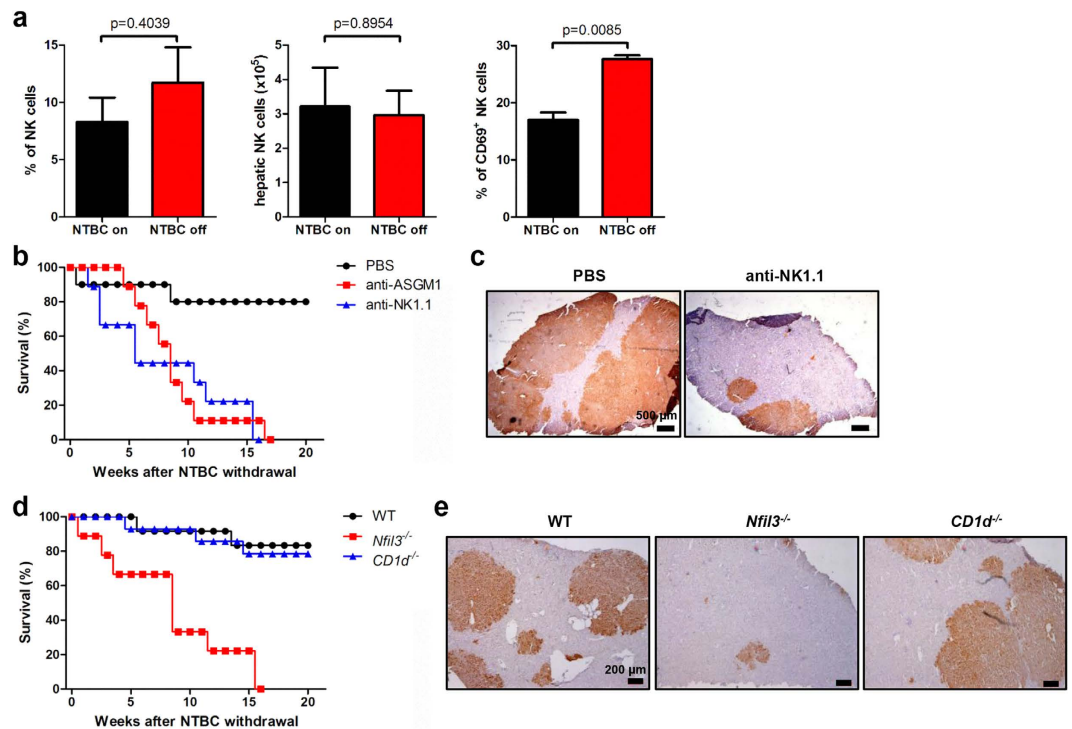 a
p=0.4039
p=0.8954
p=0.0085
% of NK cells
15
10
5
0
NTBC on NTBC off
hepatic NK cells (x10⁵)
5
4
3
2
1
0
NTBC on NTBC off
% of CD69⁺ NK cells
30
20
10
0
NTBC on NTBC off
b
Survival (%)
100
80
60
40
20
0
0 5 10 15 20
Weeks after NTBC withdrawal
PBS
anti-ASGM1
anti-NK1.1
c
PBS anti-NK1.1
500 µm
d
Survival (%)
100
80
60
40
20
0
0 5 10 15 20
Weeks after NTBC withdrawal
WT
Nfil3⁻/⁻
CD1d⁻/⁻
e
WT Nfil3⁻/⁻ CD1d⁻/⁻
200 µm